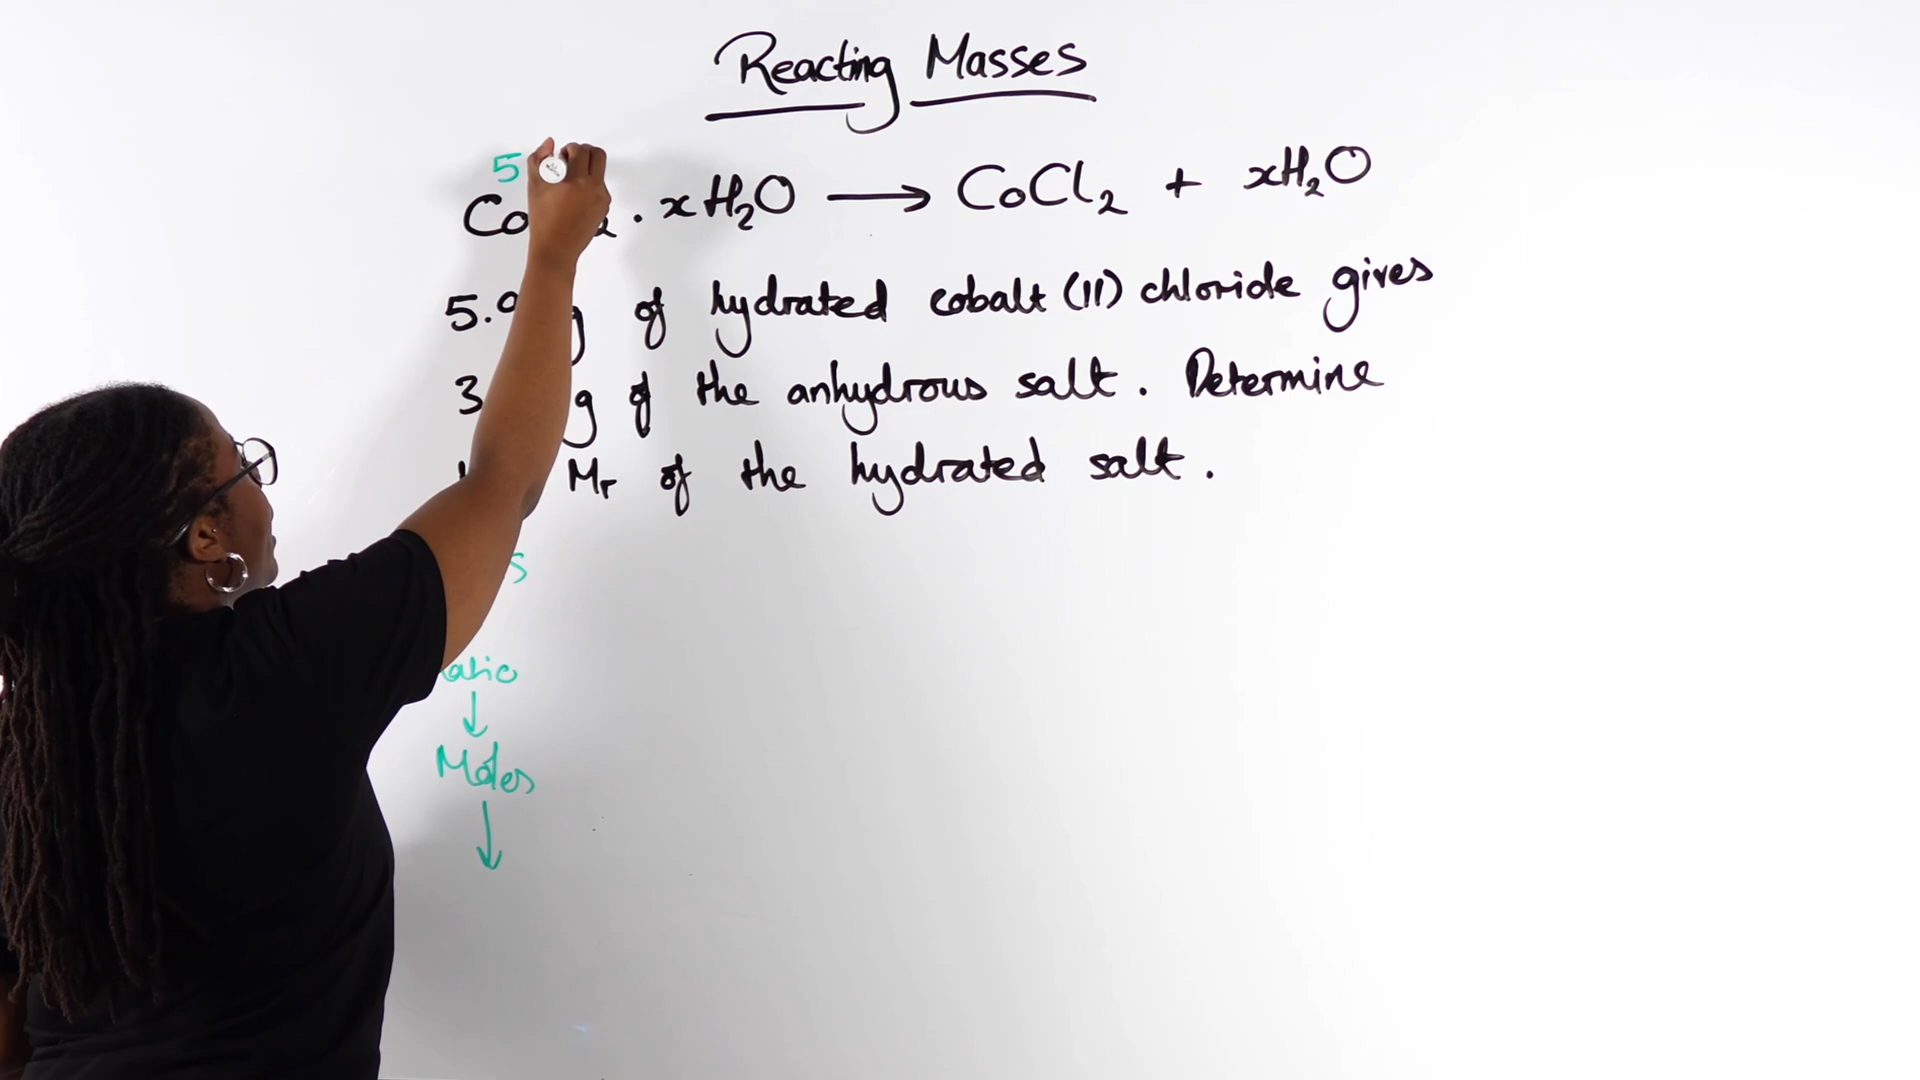 Reacting Masses
5
Co . xH₂O → CoCl₂ + xH₂O
5. g of hydrated cobalt (II) chloride gives
3 g of the anhydrous salt. Determine
Mr of the hydrated salt.
Moles